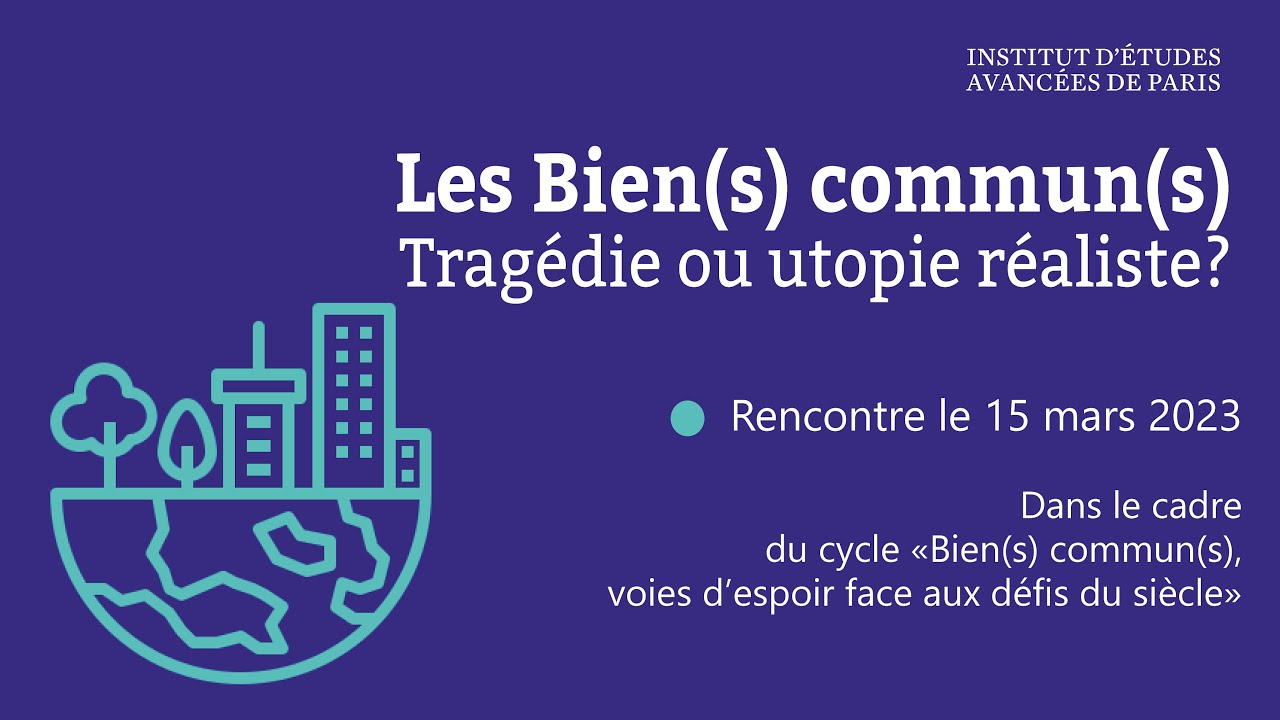 INSTITUT D'ÉTUDES
AVANCÉES DE PARIS
Les Bien(s) commun(s)
Tragédie ou utopie réaliste?
Rencontre le 15 mars 2023
Dans le cadre
du cycle «Bien(s) commun(s),
voies d’espoir face aux défis du siècle»